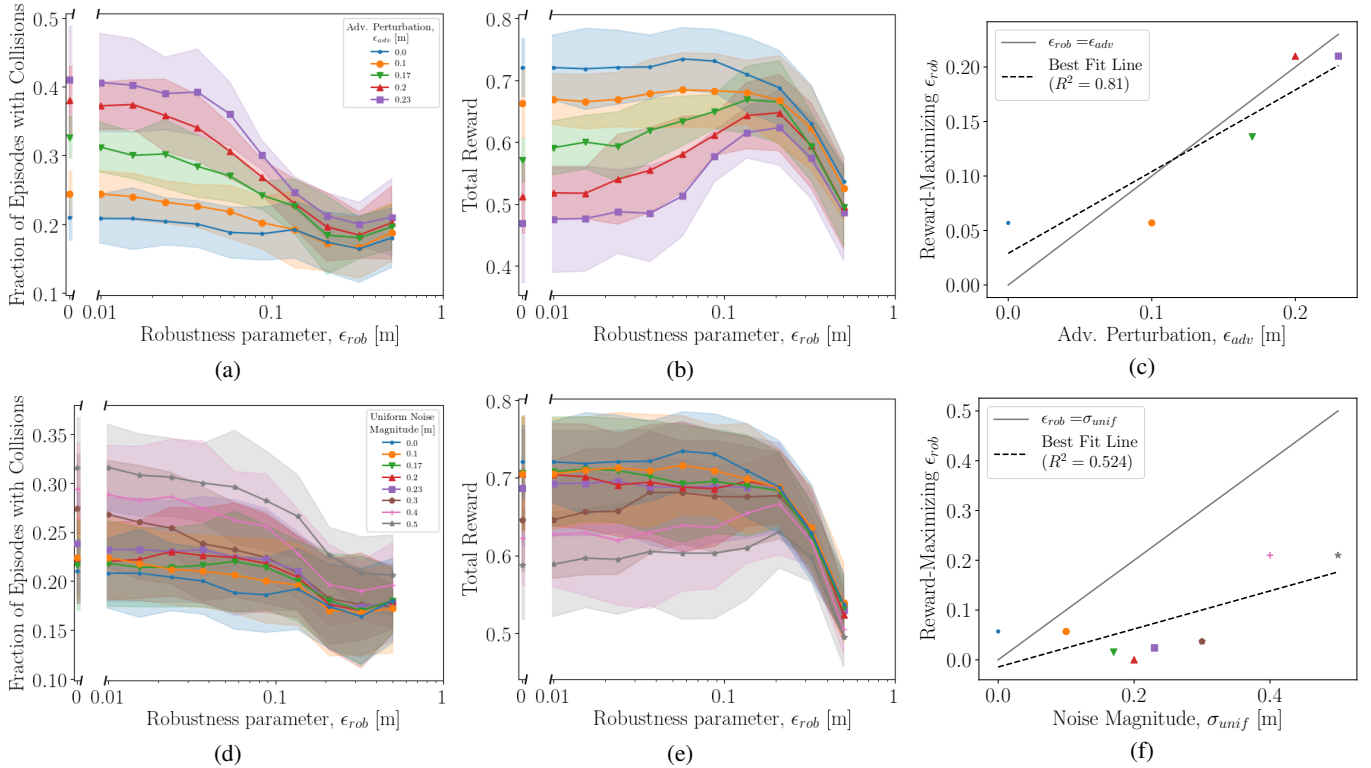 0.5
0.4
0.3
0.2
0.1
0
0.01
0.1
1
Fraction of Episodes with Collisions
Robustness parameter, ϵrob [m]
Adv. Perturbation,
ϵadv [m]
0.0
0.1
0.17
0.2
0.23
(a)
0.8
0.7
0.6
0.5
0.4
0
0.01
0.1
1
Total Reward
Robustness parameter, ϵrob [m]
(b)
0.20
0.15
0.10
0.05
0.00
0.0
0.1
0.2
Reward-Maximizing ϵrob
Adv. Perturbation, ϵadv [m]
ϵrob =ϵadv
Best Fit Line
(R² = 0.81)
(c)
0.35
0.30
0.25
0.20
0.15
0.10
0
0.01
0.1
1
Fraction of Episodes with Collisions
Robustness parameter, ϵrob [m]
Uniform Noise
Magnitude [m]
0.0
0.1
0.17
0.2
0.23
0.3
0.4
0.5
(d)
0.8
0.7
0.6
0.5
0
0.01
0.1
1
Total Reward
Robustness parameter, ϵrob [m]
(e)
0.5
0.4
0.3
0.2
0.1
0.0
0.0
0.2
0.4
Reward-Maximizing ϵrob
Noise Magnitude, σunif [m]
ϵrob =σunif
Best Fit Line
(R² = 0.524)
(f)